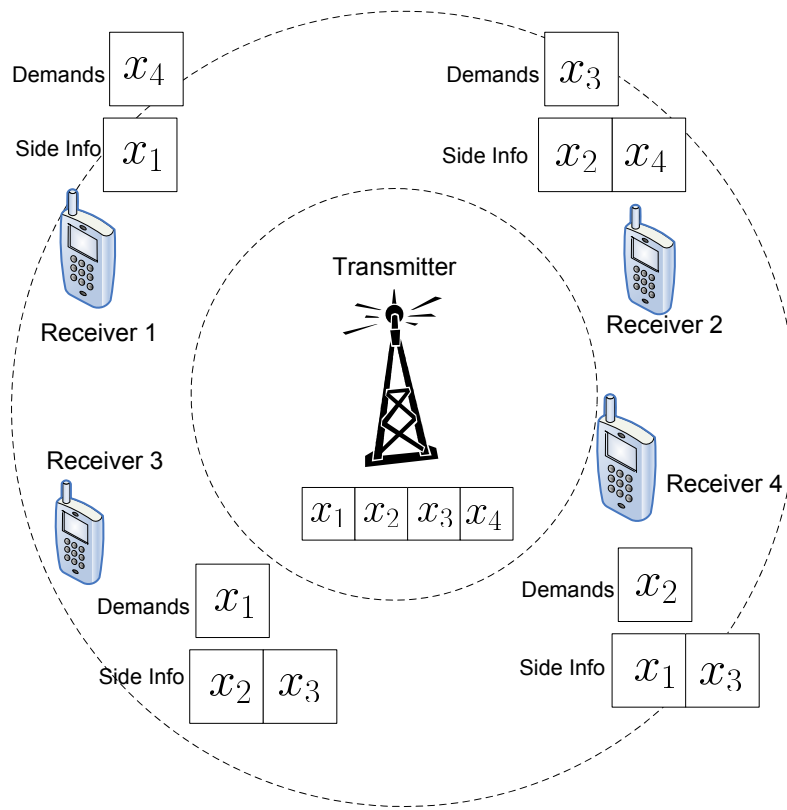 Demands x₄
Side Info x₁
Receiver 1
Demands x₃
Side Info x₂ x₄
Receiver 2
Transmitter
x₁ x₂ x₃ x₄
Receiver 3
Demands x₁
Side Info x₂ x₃
Receiver 4
Demands x₂
Side Info x₁ x₃